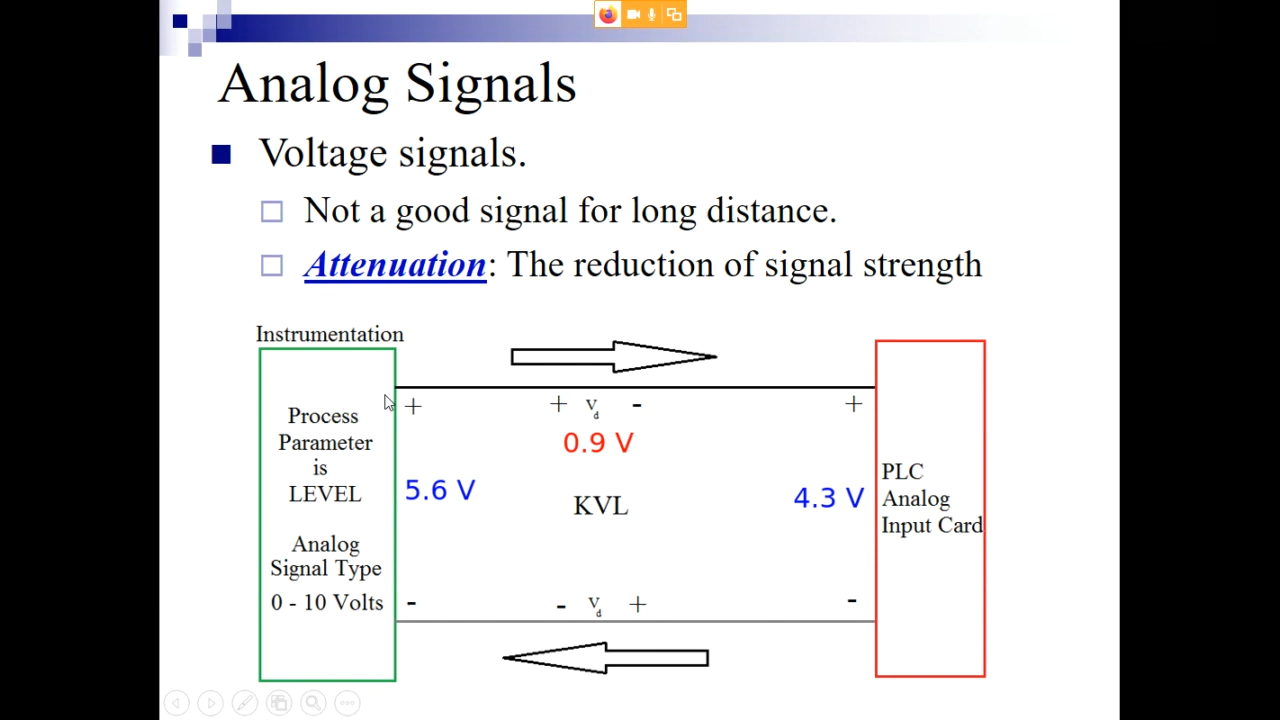 Analog Signals
Voltage signals.
Not a good signal for long distance.
Attenuation: The reduction of signal strength
Instrumentation
+ + Vd - +
Process
Parameter
is
LEVEL
0.9 V
5.6 V
KVL
4.3 V
PLC
Analog
Input Card
Analog
Signal Type
0 - 10 Volts
- - Vd + -